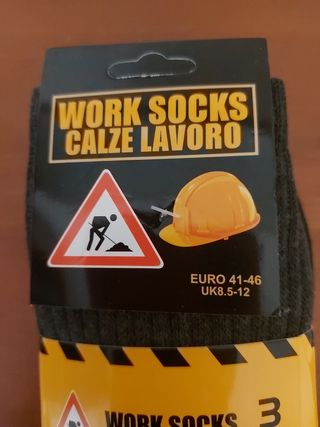 WORK SOCKS
CALZE LAVORO
EURO 41-46
UK8.5-12
WORK SOCKS 3